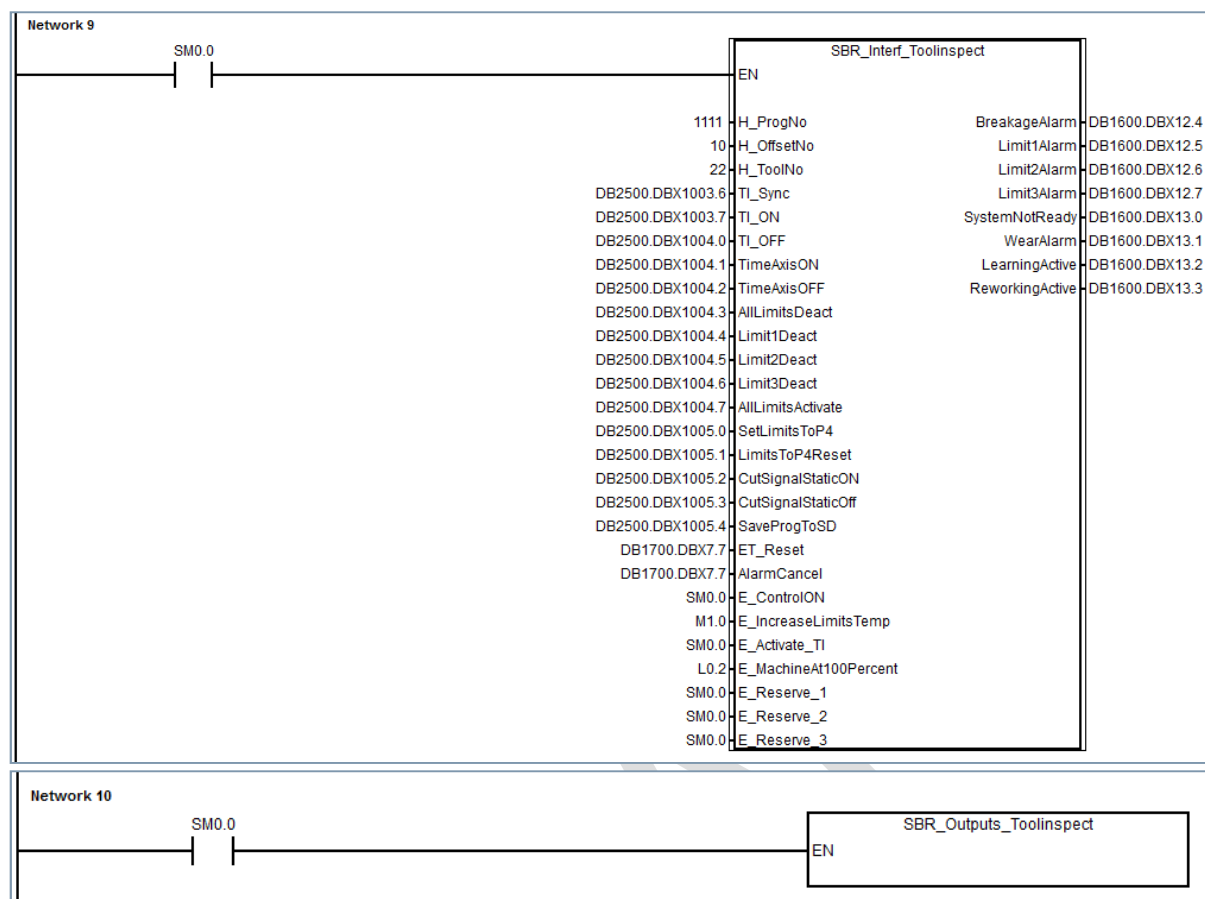 Network 9
SM0.0
SBR_Interf_Toolinspect
EN
1111 H_ProgNo BreakageAlarm DB1600.DBX12.4
10 H_OffsetNo Limit1Alarm DB1600.DBX12.5
22 H_ToolNo Limit2Alarm DB1600.DBX12.6
DB2500.DBX1003.6 TI_Sync Limit3Alarm DB1600.DBX12.7
DB2500.DBX1003.7 TI_ON SystemNotReady DB1600.DBX13.0
DB2500.DBX1004.0 TI_OFF WearAlarm DB1600.DBX13.1
DB2500.DBX1004.1 TimeAxisON LearningActive DB1600.DBX13.2
DB2500.DBX1004.2 TimeAxisOFF ReworkingActive DB1600.DBX13.3
DB2500.DBX1004.3 AllLimitsDeact
DB2500.DBX1004.4 Limit1Deact
DB2500.DBX1004.5 Limit2Deact
DB2500.DBX1004.6 Limit3Deact
DB2500.DBX1004.7 AllLimitsActivate
DB2500.DBX1005.0 SetLimitsToP4
DB2500.DBX1005.1 LimitsToP4Reset
DB2500.DBX1005.2 CutSignalStaticON
DB2500.DBX1005.3 CutSignalStaticOff
DB2500.DBX1005.4 SaveProgToSD
DB1700.DBX7.7 ET_Reset
DB1700.DBX7.7 AlarmCancel
SM0.0 E_ControlON
M1.0 E_IncreaseLimitsTemp
SM0.0 E_Activate_TI
L0.2 E_MachineAt100Percent
SM0.0 E_Reserve_1
SM0.0 E_Reserve_2
SM0.0 E_Reserve_3
Network 10
SM0.0
SBR_Outputs_Toolinspect
EN